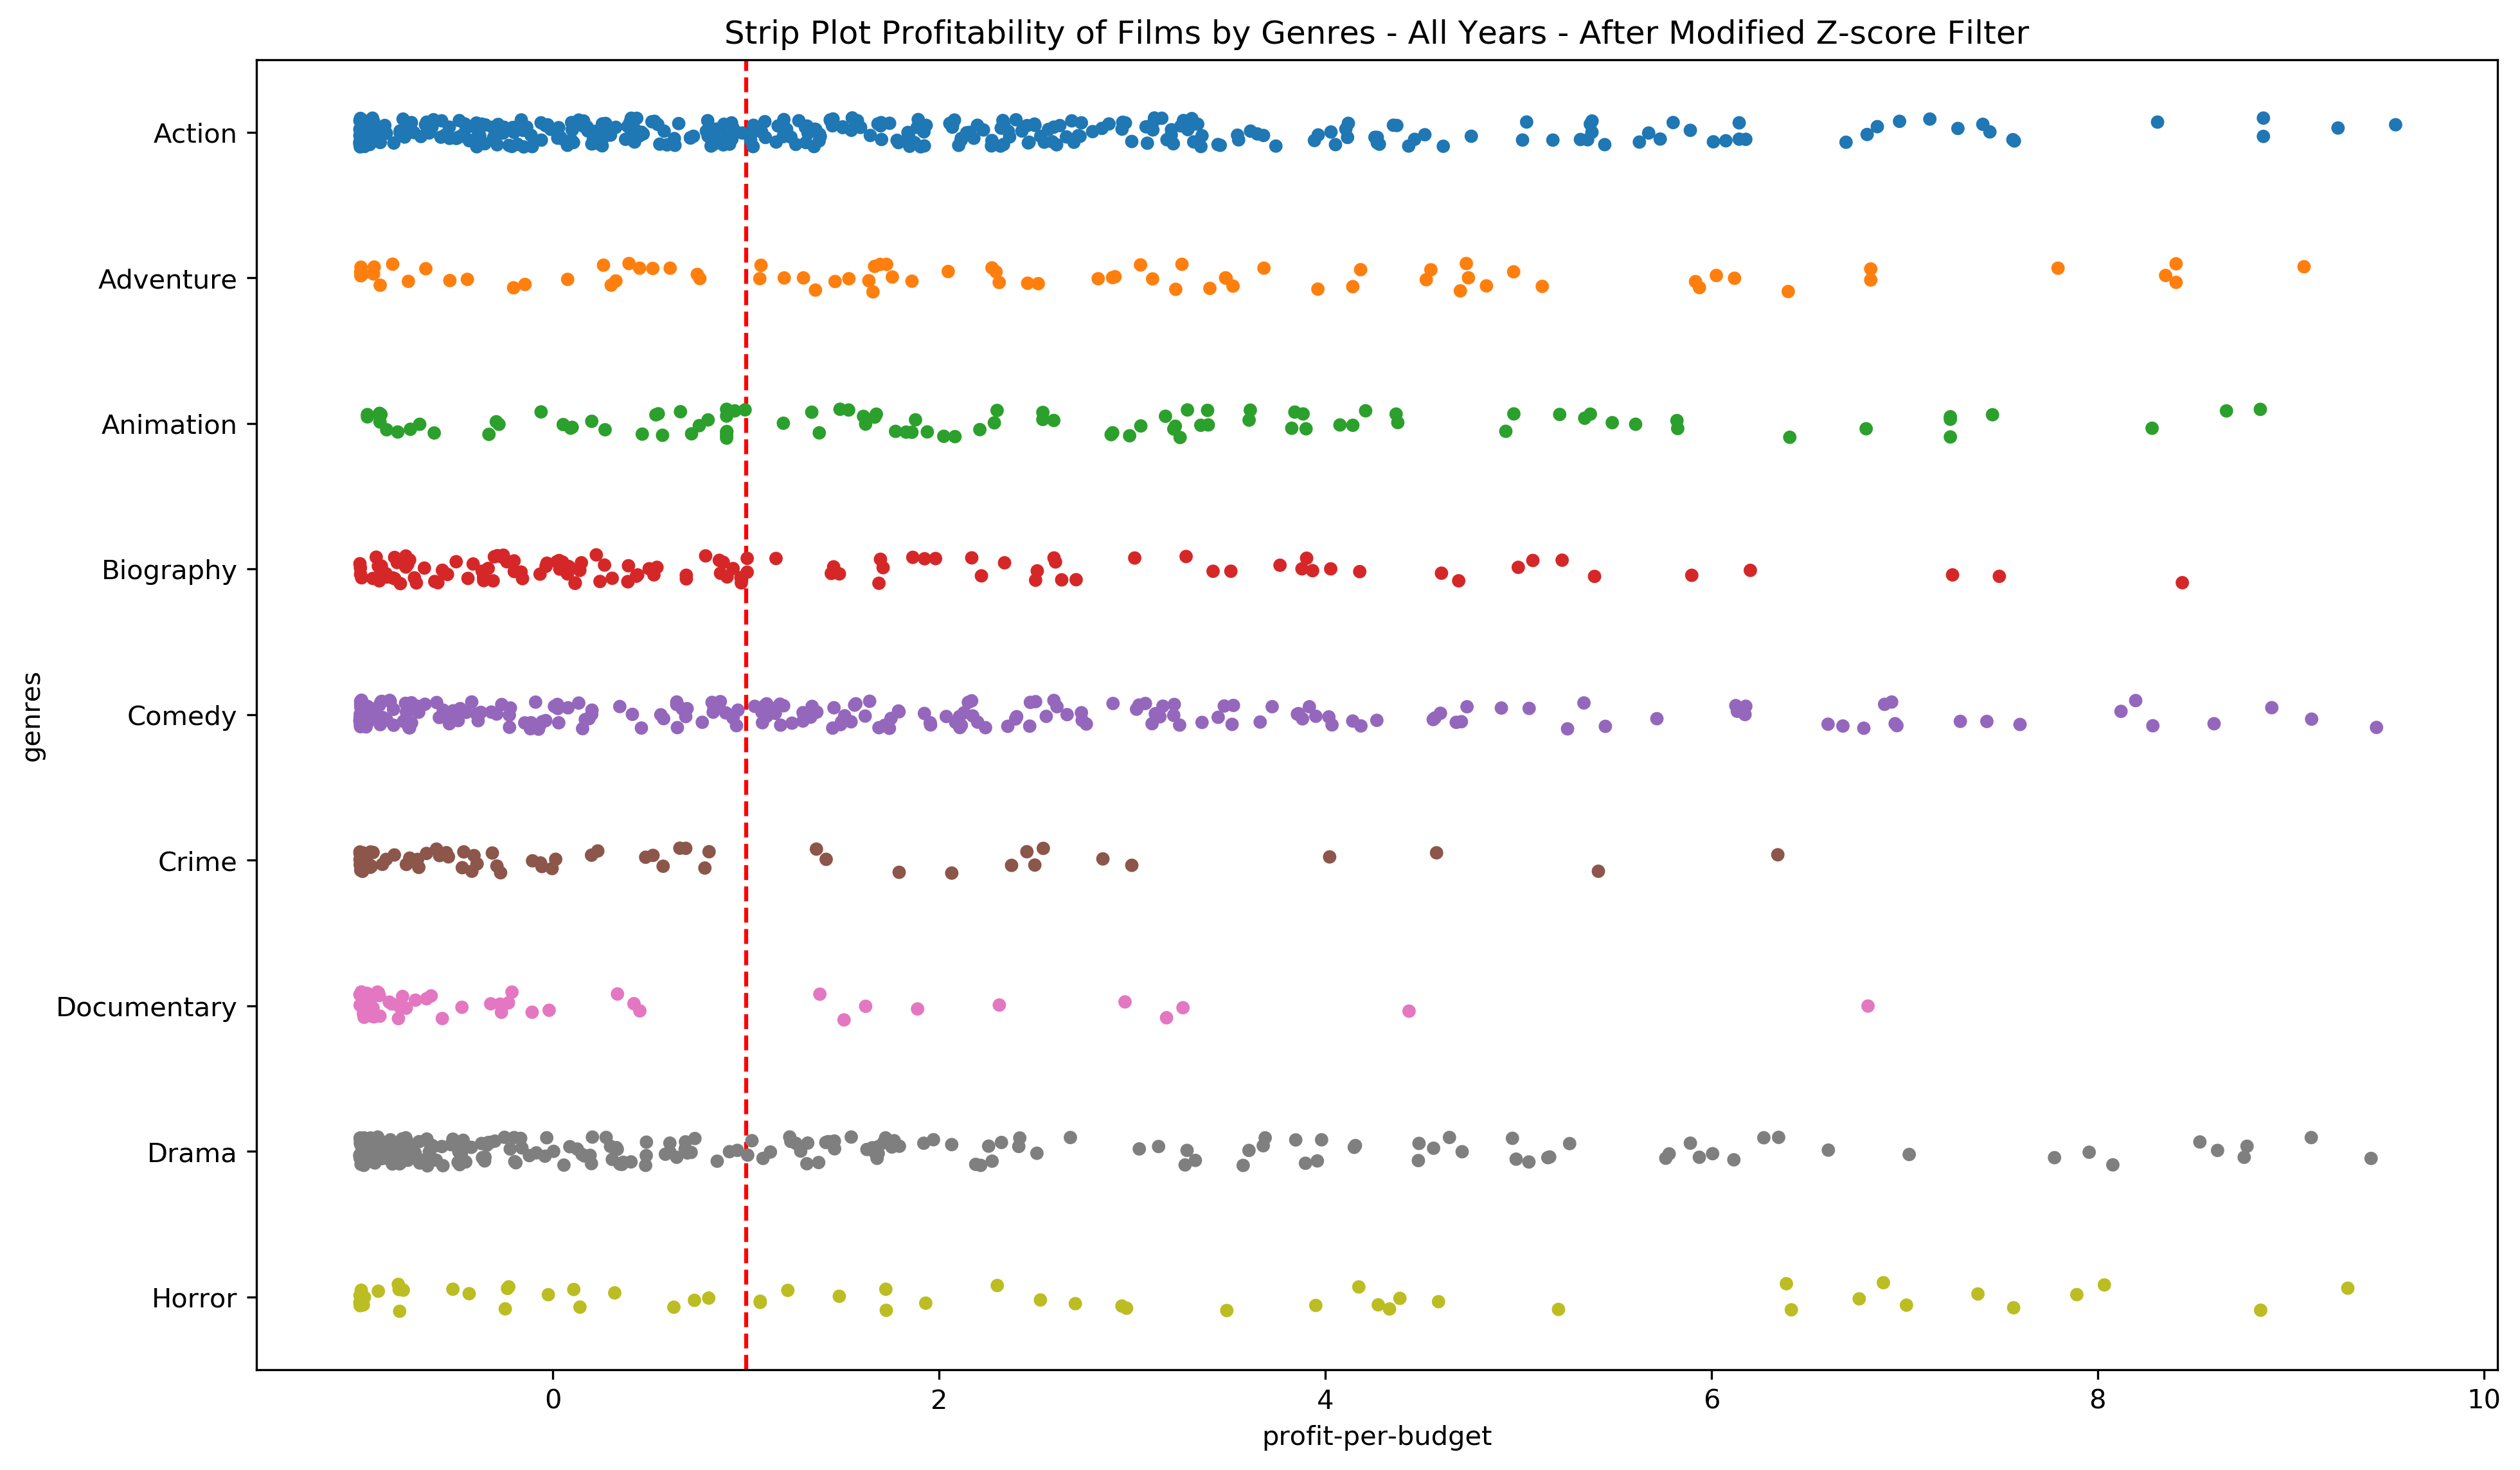 Strip Plot Profitability of Films by Genres - All Years - After Modified Z-score Filter
genres
Action
Adventure
Animation
Biography
Comedy
Crime
Documentary
Drama
Horror
0 2 4 6 8 10
profit-per-budget